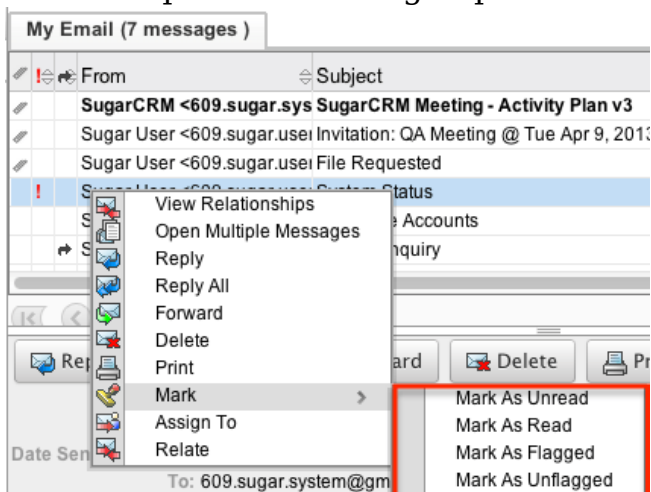 My Email (7 messages )
! From Subject
SugarCRM <609.sugar.sys SugarCRM Meeting - Activity Plan v3
Sugar User <609.sugar.user Invitation: QA Meeting @ Tue Apr 9, 2013
Sugar User <609.sugar.user File Requested
! Status
View Relationships
Accounts
Open Multiple Messages
Reply
Reply All
Forward
Delete
Print
Delete
Mark
Mark As Unread
Assign To
Mark As Read
Relate
Mark As Flagged
Date Sen
To: 609.sugar.system@gm
Mark As Unflagged